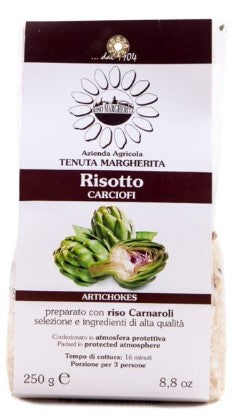 ... dal 1904
RISO MARGHERITA
Azienda Agricola
TENUTA MARGHERITA
Risotto
CARCIOFI
ARTICHOKES
preparato con riso Carnaroli
selezione e ingredienti di alta qualità
Confezionato in atmosfera protettiva
Packed in protected atmosphere
Tempo di cottura: 16 minuti
Porzione per 3 persone
250 g ℮
8,8 oz